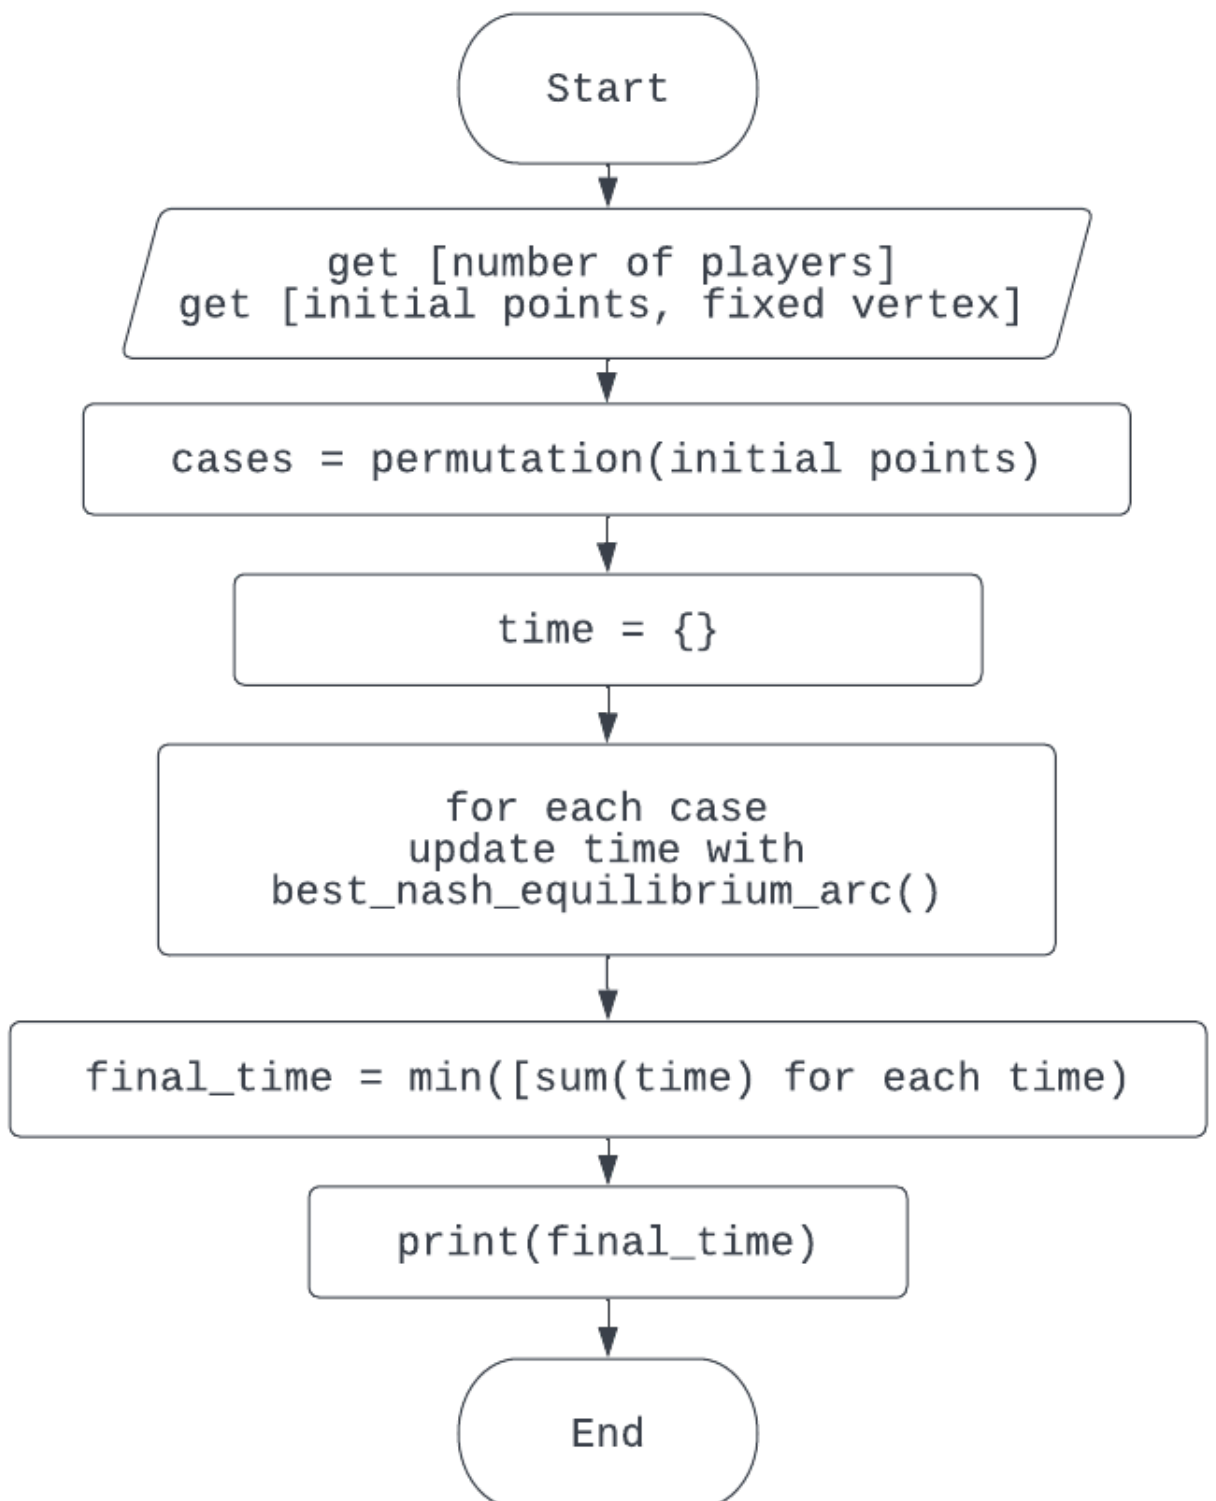 Start
get [number of players]
get [initial points, fixed vertex]
cases = permutation(initial points)
time = {}
for each case
update time with
best_nash_equilibrium_arc()
final_time = min([sum(time) for each time)
print(final_time)
End